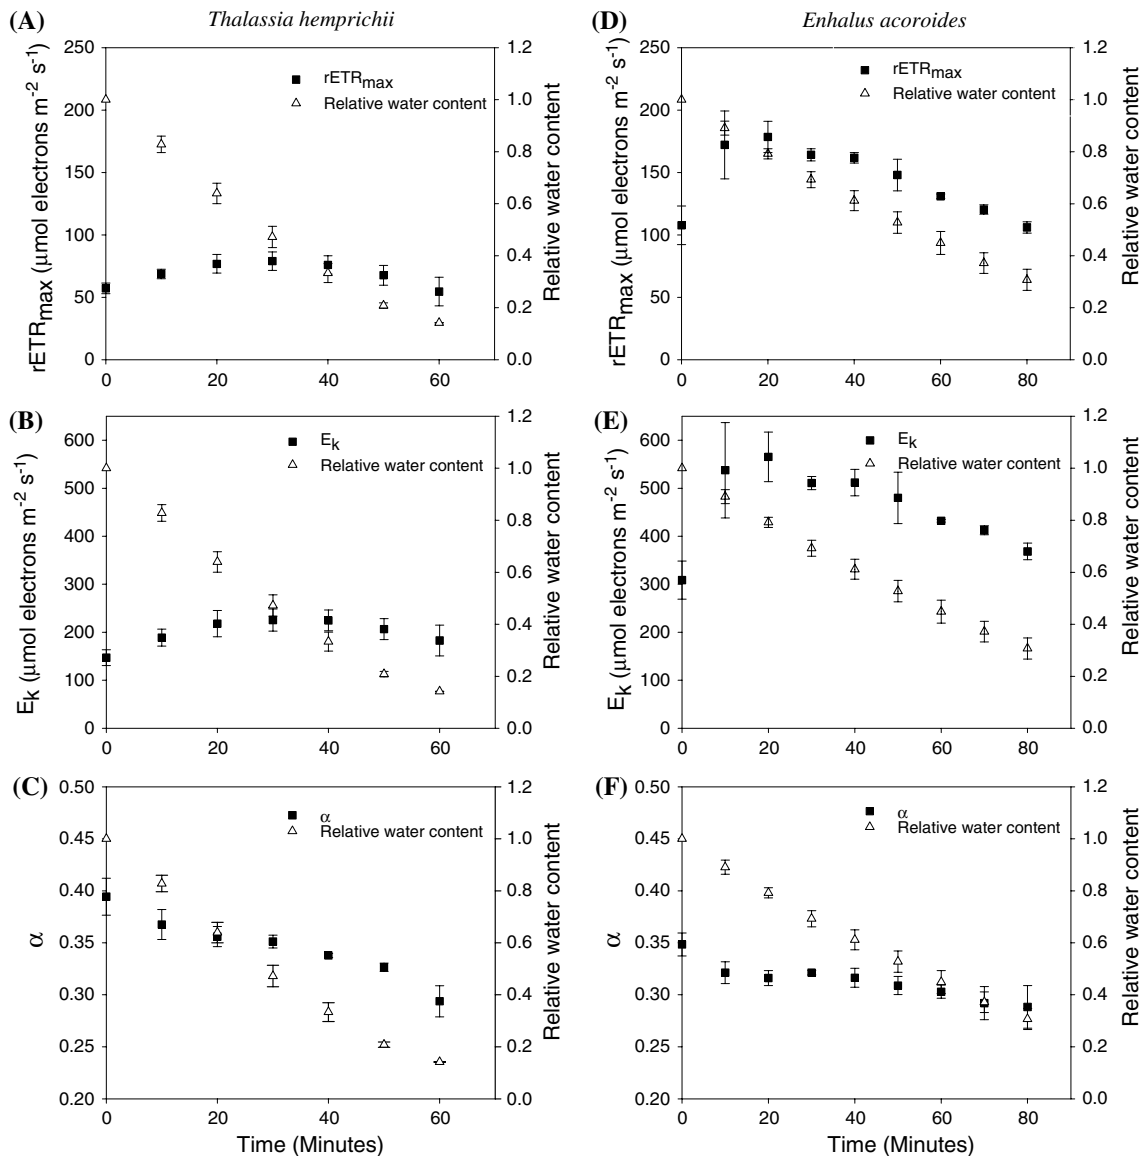 (A)
Thalassia hemprichii
rETRmax (μmol electrons m-2 s-1)
250
200
150
100
50
0
rETRmax
Relative water content
1.2
1.0
0.8
0.6
0.4
0.2
0.0
Relative water content
0 20 40 60
(D)
Enhalus acoroides
rETRmax (μmol electrons m-2 s-1)
250
200
150
100
50
0
rETRmax
Relative water content
1.2
1.0
0.8
0.6
0.4
0.2
0.0
Relative water content
0 20 40 60 80
(B)
Ek (μmol electrons m-2 s-1)
600
500
400
300
200
100
0
Ek
Relative water content
1.2
1.0
0.8
0.6
0.4
0.2
0.0
Relative water content
0 20 40 60
(E)
Ek (μmol electrons m-2 s-1)
600
500
400
300
200
100
0
Ek
Relative water content
1.2
1.0
0.8
0.6
0.4
0.2
0.0
Relative water content
0 20 40 60 80
(C)
α
0.50
0.45
0.40
0.35
0.30
0.25
0.20
α
Relative water content
1.2
1.0
0.8
0.6
0.4
0.2
0.0
Relative water content
0 20 40 60
Time (Minutes)
(F)
α
0.50
0.45
0.40
0.35
0.30
0.25
0.20
α
Relative water content
1.2
1.0
0.8
0.6
0.4
0.2
0.0
Relative water content
0 20 40 60 80
Time (Minutes)